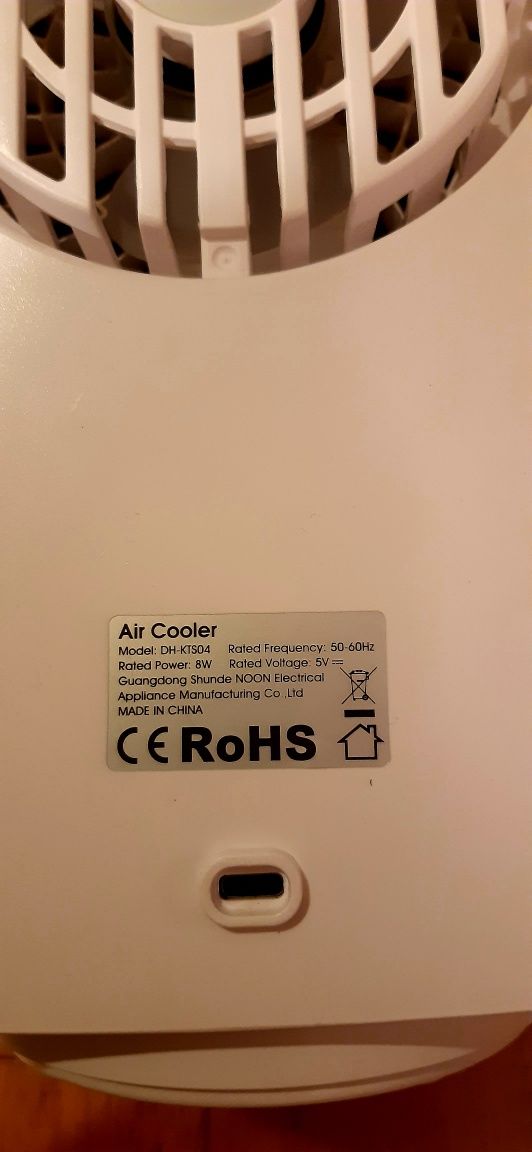 Air Cooler
Model: DH-KTS04 Rated Frequency: 50-60Hz
Rated Power: 8W Rated Voltage: 5V⎓
Guangdong Shunde NOON Electrical
Appliance Manufacturing Co .,Ltd
MADE IN CHINA
CE RoHS